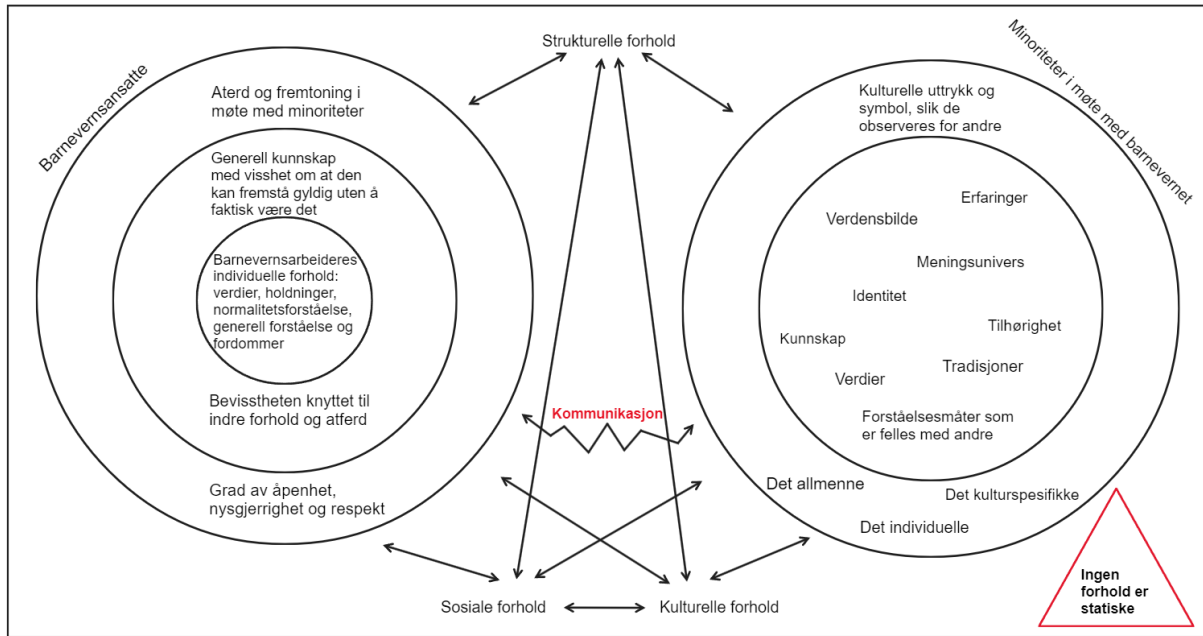 Strukturelle forhold
Barnevernsansatte
Aterd og fremtoning i
møte med minoriteter
Generell kunnskap
med visshet om at den
kan fremstå gyldig uten å
faktisk være det
Barnevernsarbeideres
individuelle forhold:
verdier, holdninger,
normalitetsforståelse,
generell forståelse og
fordommer
Bevisstheten knyttet til
indre forhold og atferd
Grad av åpenhet,
nysgjerrighet og respekt
Kommunikasjon
Minoriteter i møte med barnevernet
Kulturelle uttrykk og
symbol, slik de
observeres for andre
Erfaringer
Verdensbilde
Meningsunivers
Identitet
Tilhørighet
Kunnskap
Tradisjoner
Verdier
Forståelsesmåter som
er felles med andre
Det allmenne
Det kulturspesifikke
Det individuelle
Sosiale forhold
Kulturelle forhold
Ingen
forhold er
statiske